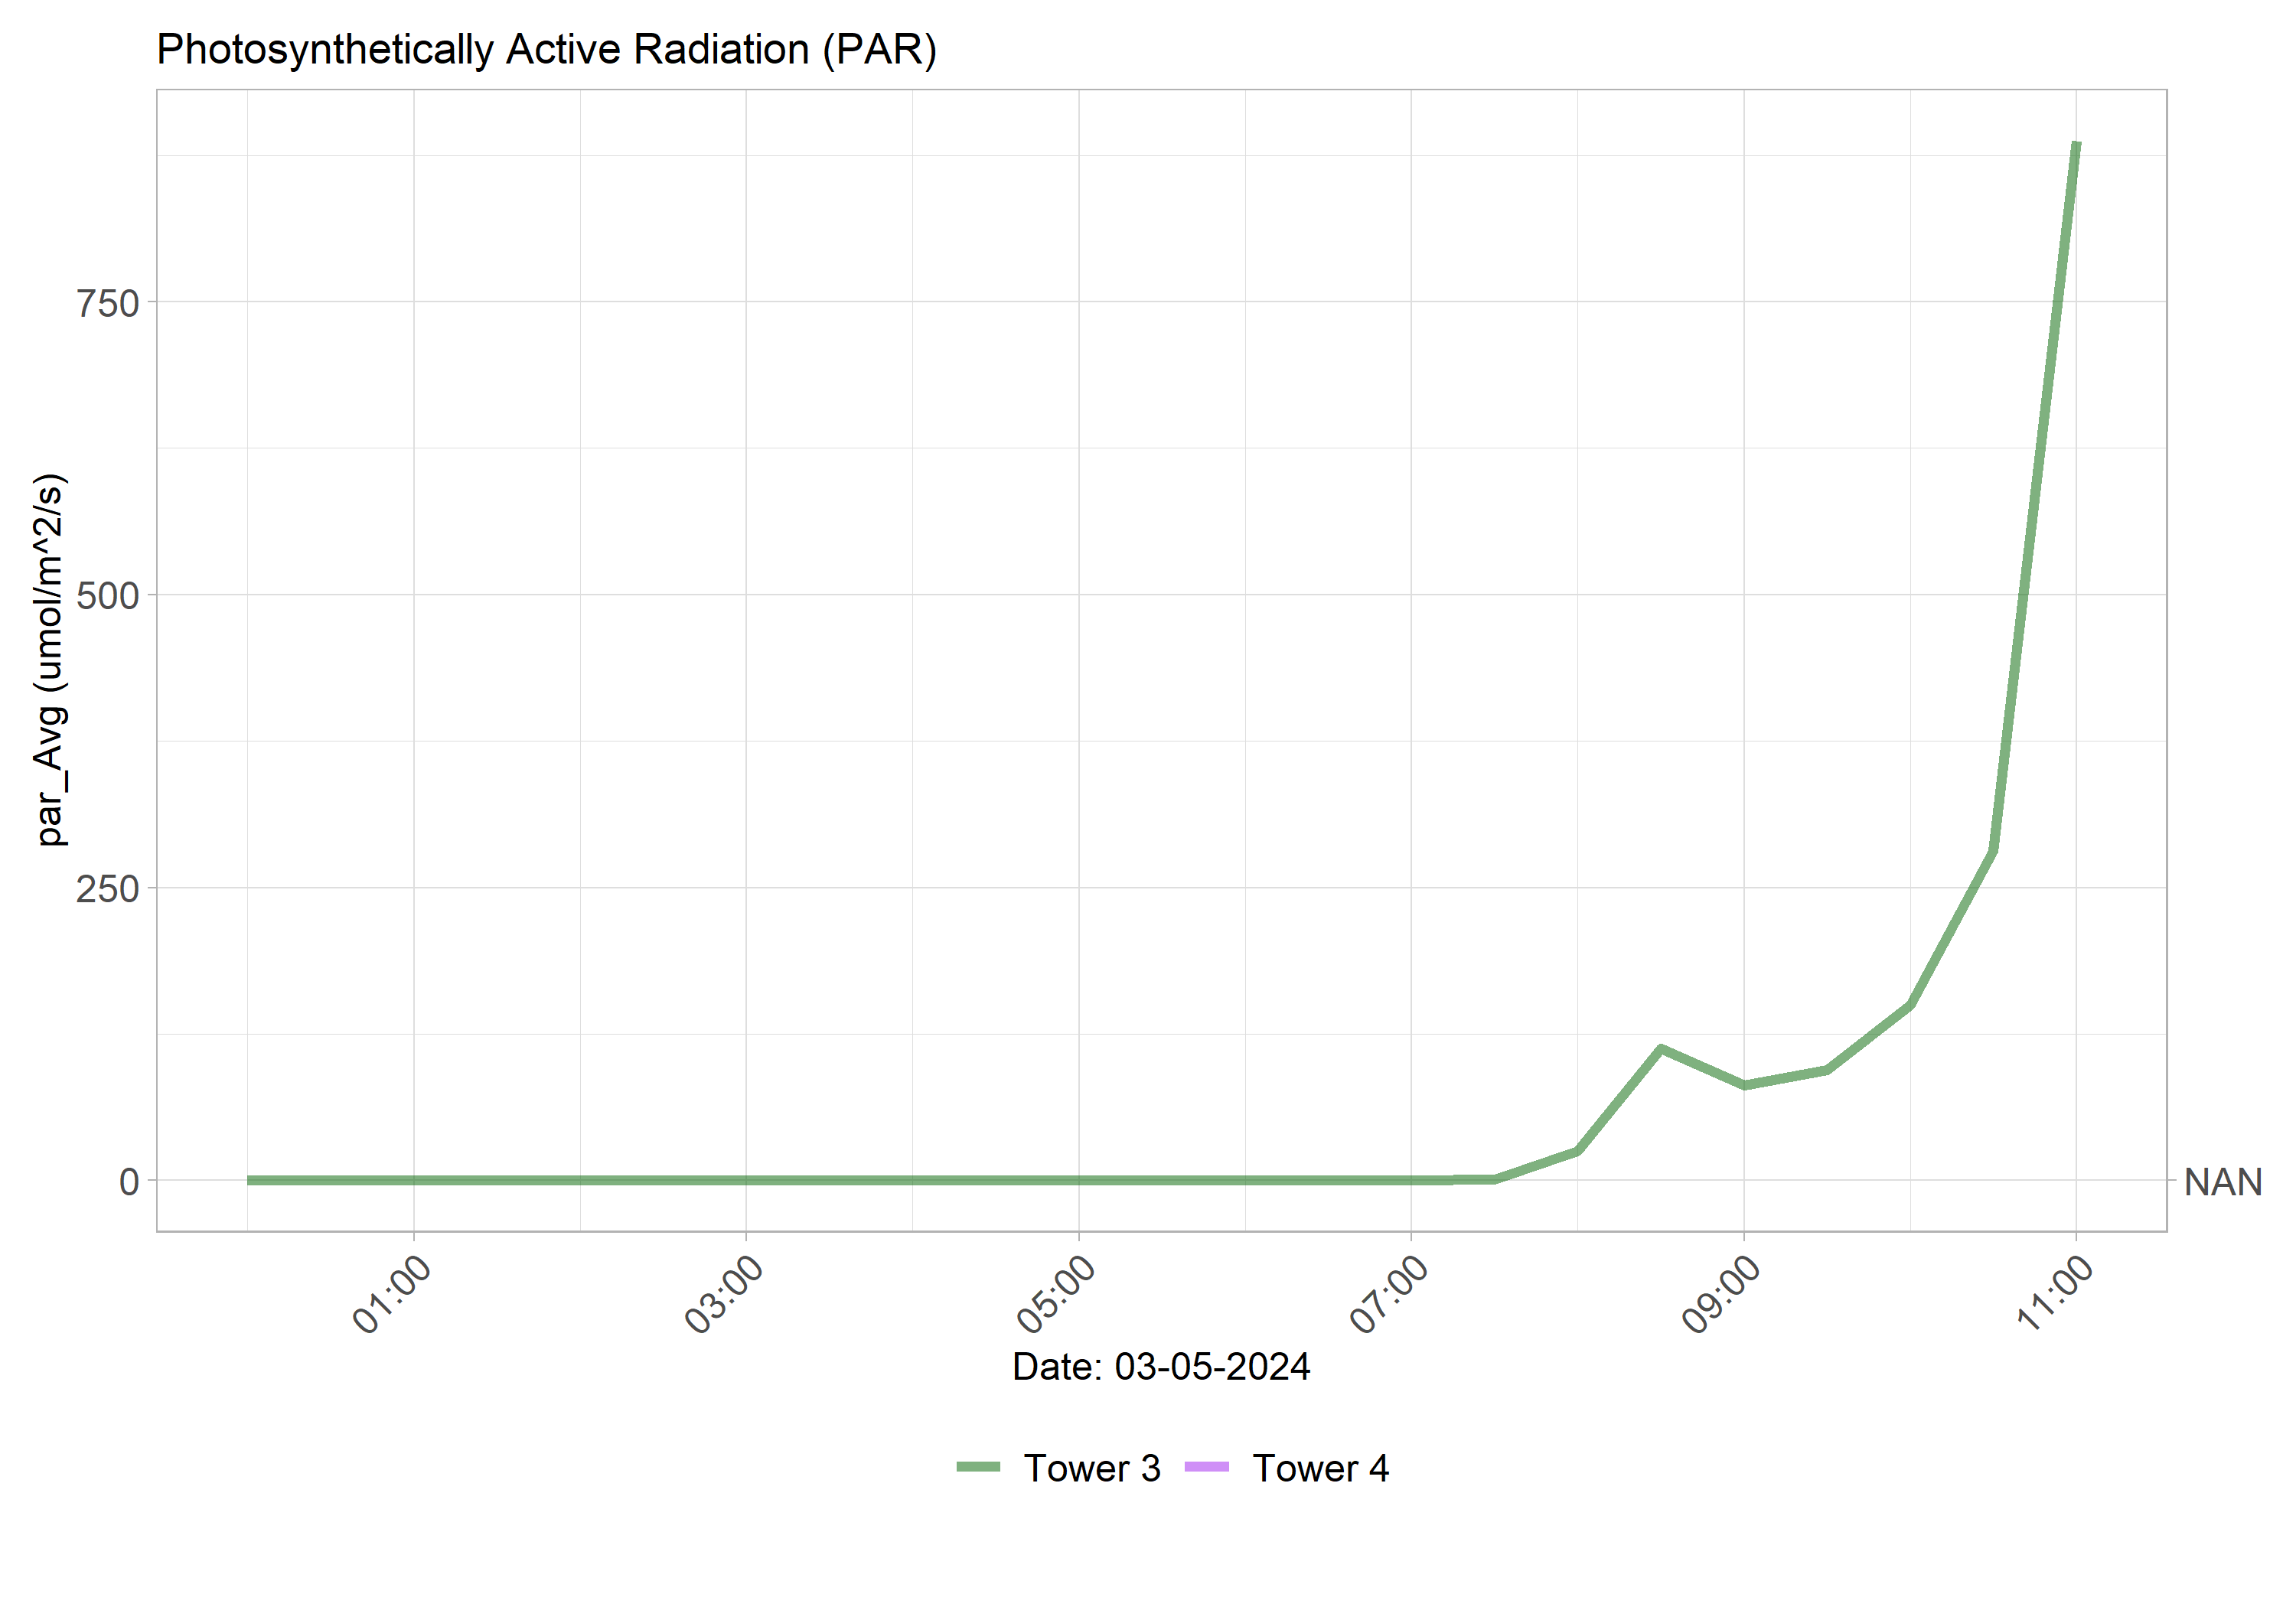 Photosynthetically Active Radiation (PAR)
par_Avg (umol/m^2/s)
750
500
250
0
NAN
01:00
03:00
05:00
07:00
09:00
11:00
Date: 03-05-2024
Tower 3
Tower 4